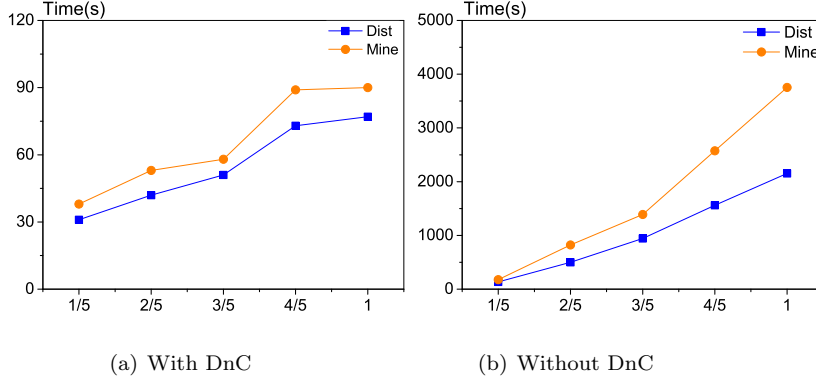 Time(s)
120
90
60
30
0
1/5 2/5 3/5 4/5 1
Dist
Mine
(a) With DnC
Time(s)
5000
4000
3000
2000
1000
0
1/5 2/5 3/5 4/5 1
Dist
Mine
(b) Without DnC